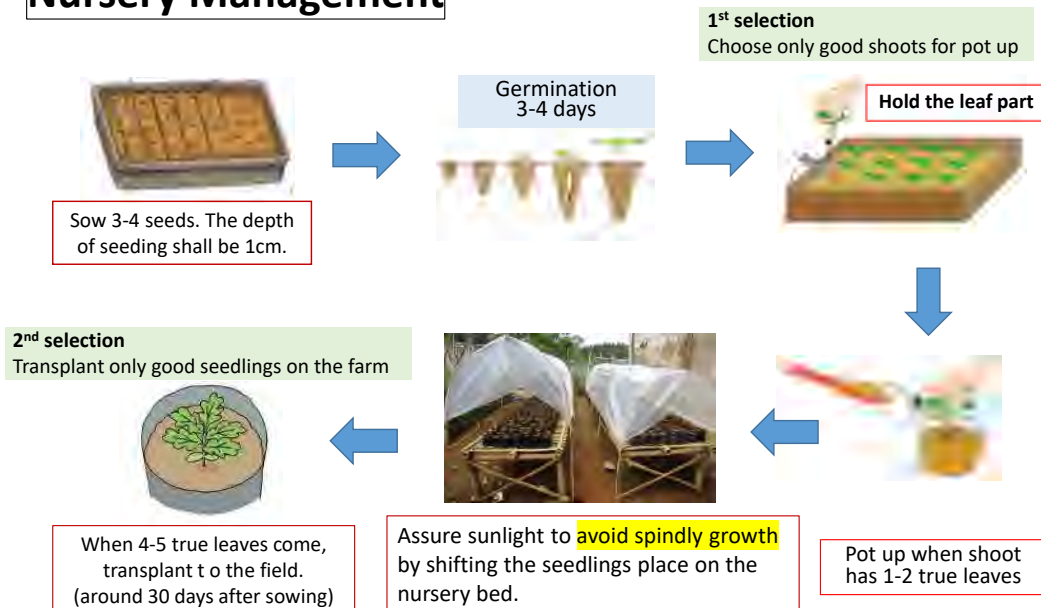 Nursery Management
1st selection
Choose only good shoots for pot up
Hold the leaf part
Germination
3-4 days
Sow 3-4 seeds. The depth
of seeding shall be 1cm.
2nd selection
Transplant only good seedlings on the farm
When 4-5 true leaves come,
transplant t o the field.
(around 30 days after sowing)
Assure sunlight to avoid spindly growth
by shifting the seedlings place on the
nursery bed.
Pot up when shoot
has 1-2 true leaves